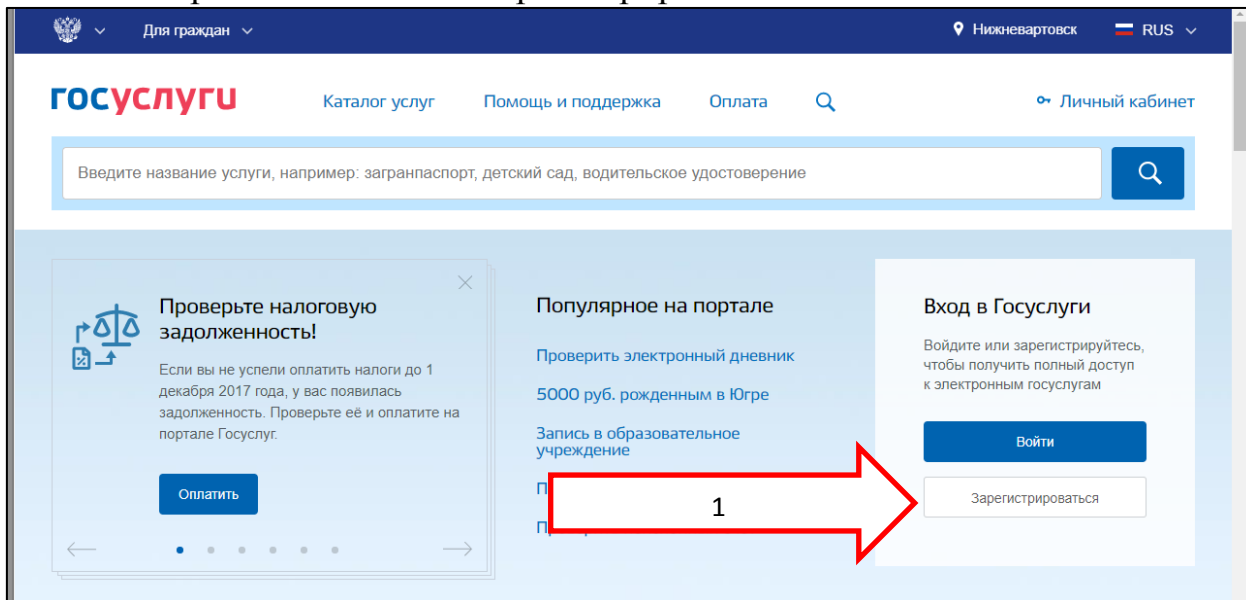 Для граждан
Нижневартовск
RUS
госуслуги
Каталог услуг
Помощь и поддержка
Оплата
Личный кабинет
Введите название услуги, например: загранпаспорт, детский сад, водительское удостоверение
Проверьте налоговую
задолженность!
Если вы не успели оплатить налоги до 1
декабря 2017 года, у вас появилась
задолженность. Проверьте её и оплатите на
портале Госуслуг.
Оплатить
Популярное на портале
Проверить электронный дневник
5000 руб. рожденным в Югре
Запись в образовательное
учреждение
1
Вход в Госуслуги
Войдите или зарегистрируйтесь,
чтобы получить полный доступ
к электронным госуслугам
Войти
Зарегистрироваться